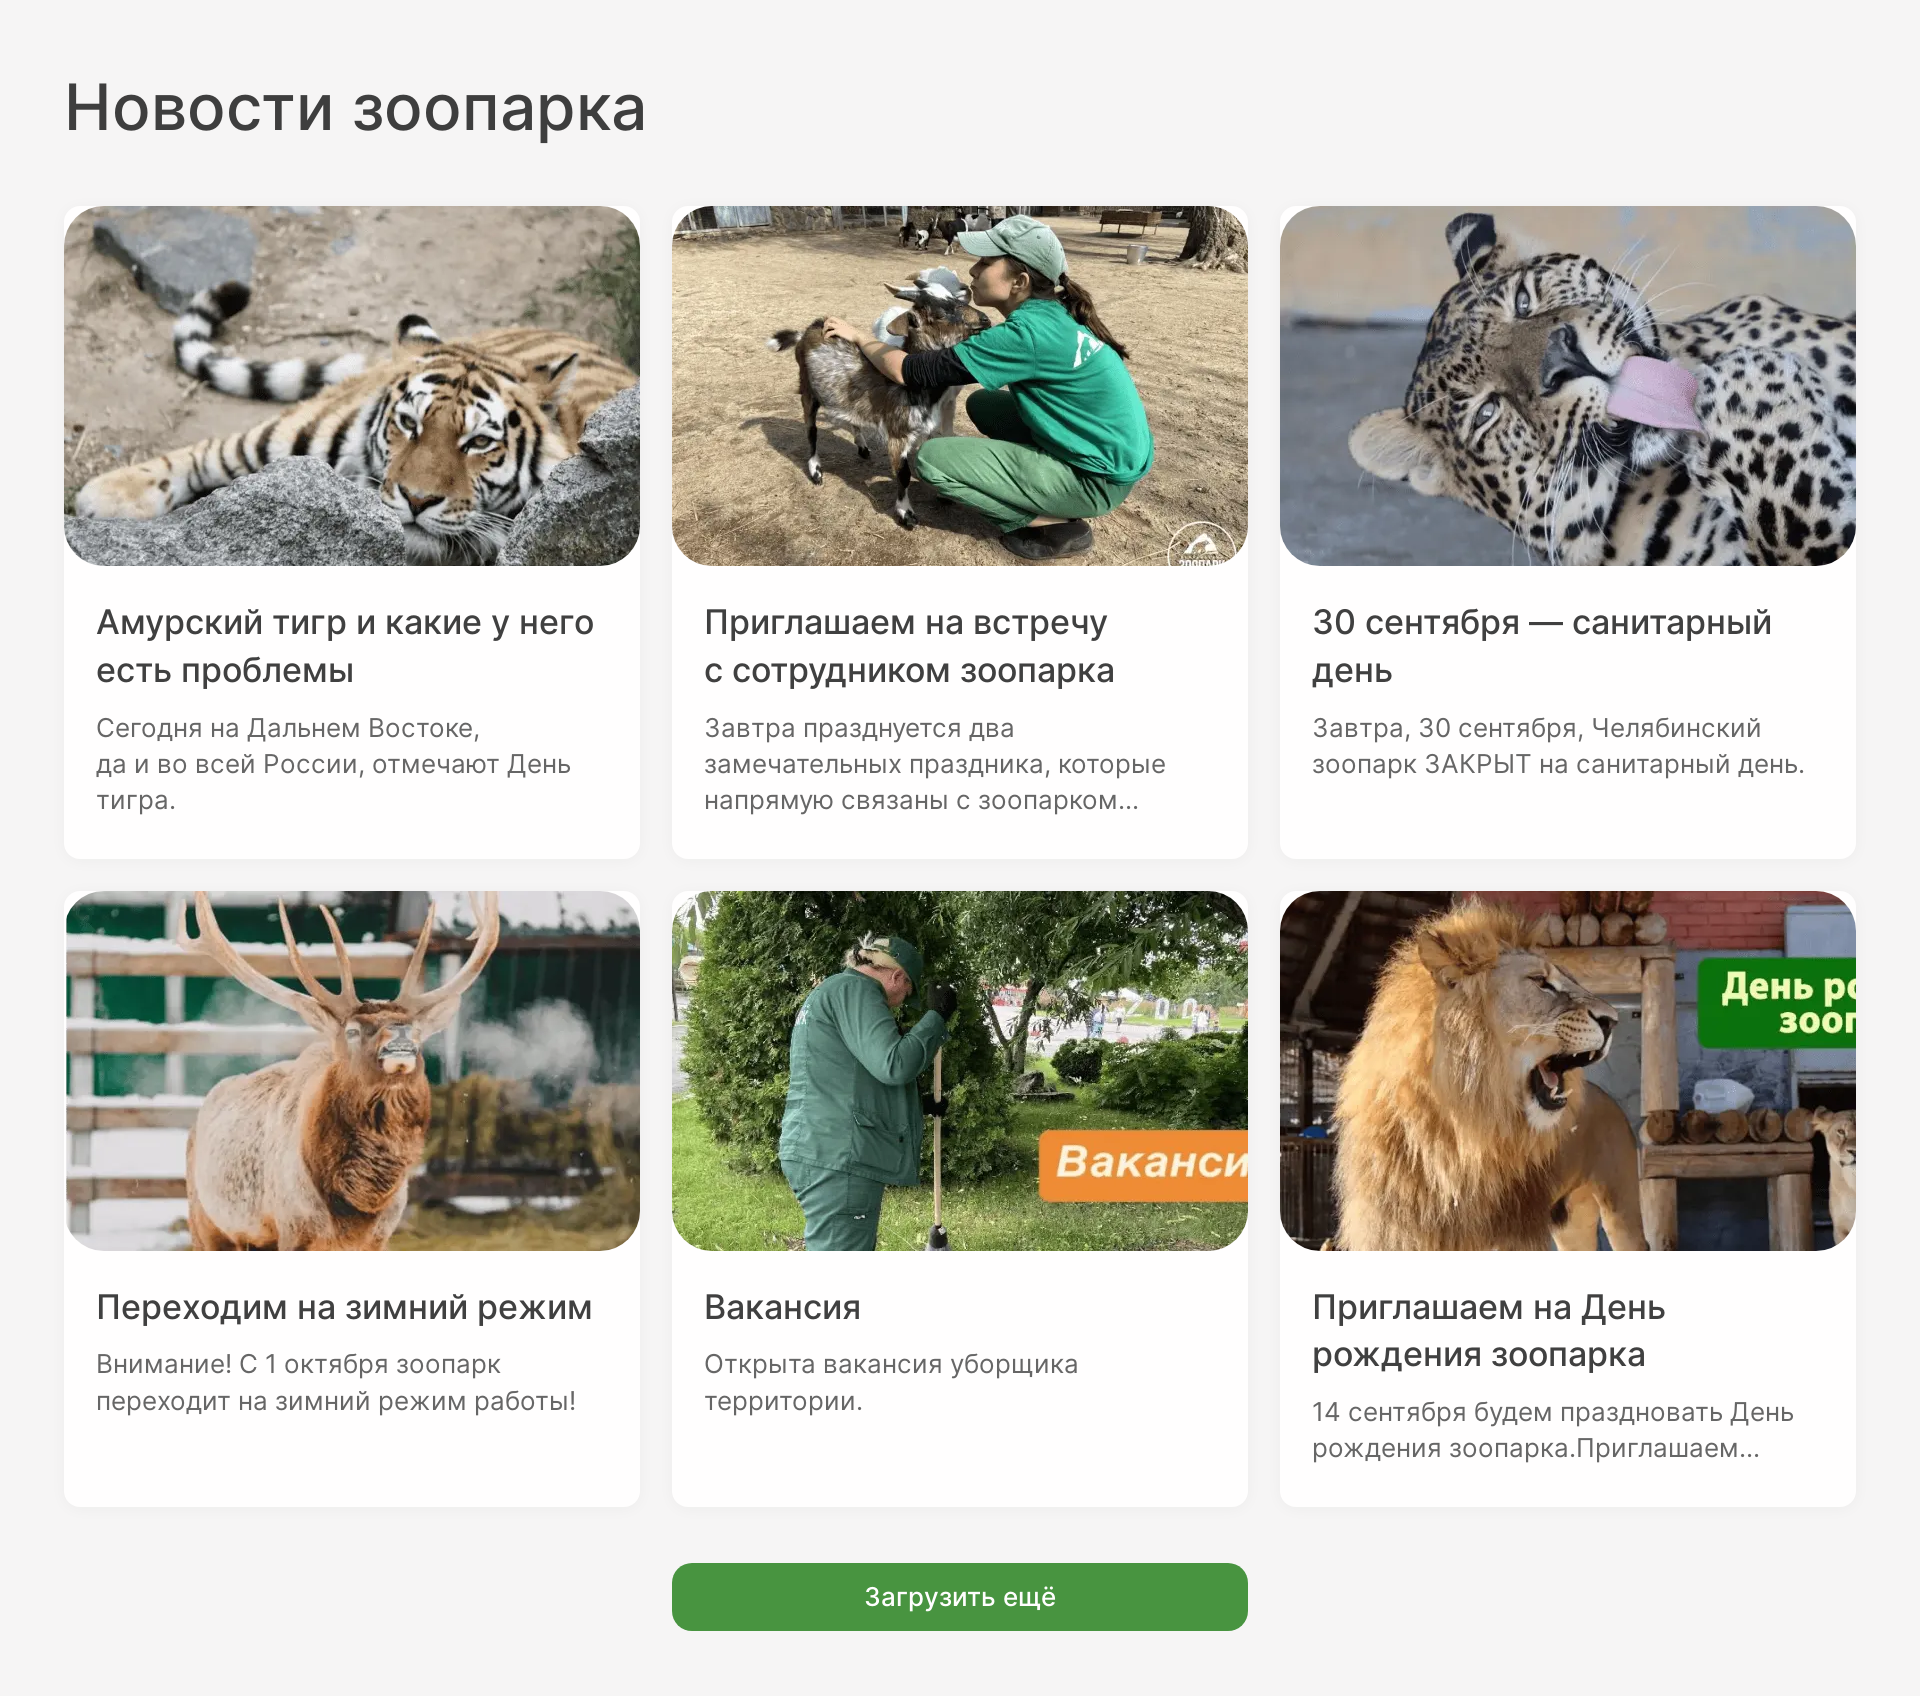 Новости зоопарка
ЗООПАРК
Амурский тигр и какие у него
есть проблемы
Сегодня на Дальнем Востоке,
да и во всей России, отмечают День
тигра.
Приглашаем на встречу
с сотрудником зоопарка
Завтра празднуется два
замечательных праздника, которые
напрямую связаны с зоопарком...
30 сентября — санитарный
день
Завтра, 30 сентября, Челябинский
зоопарк ЗАКРЫТ на санитарный день.
ZOO
Ваканси
День ро
зооп
Переходим на зимний режим
Внимание! С 1 октября зоопарк
переходит на зимний режим работы!
Вакансия
Открыта вакансия уборщика
территории.
Приглашаем на День
рождения зоопарка
14 сентября будем праздновать День
рождения зоопарка.Приглашаем...
Загрузить ещё